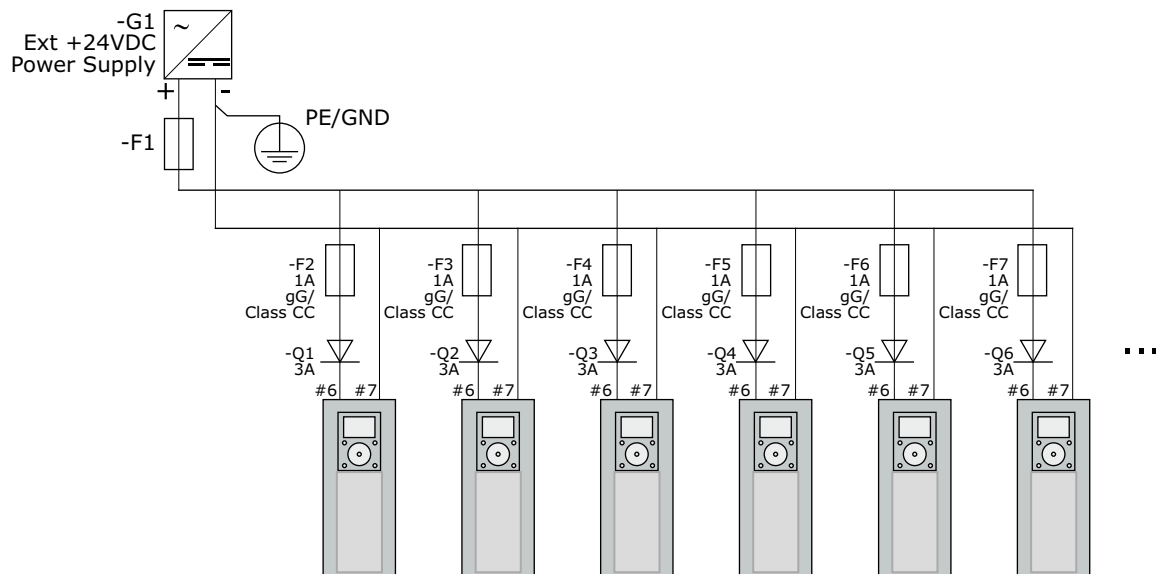 -G1
Ext +24VDC
Power Supply
~
+ -
-F1
PE/GND
-F2
1A
gG/
Class CC
-F3
1A
gG/
Class CC
-F4
1A
gG/
Class CC
-F5
1A
gG/
Class CC
-F6
1A
gG/
Class CC
-F7
1A
gG/
Class CC
-Q1
3A
-Q2
3A
-Q3
3A
-Q4
3A
-Q5
3A
-Q6
3A
...
#6 #7
#6 #7
#6 #7
#6 #7
#6 #7
#6 #7